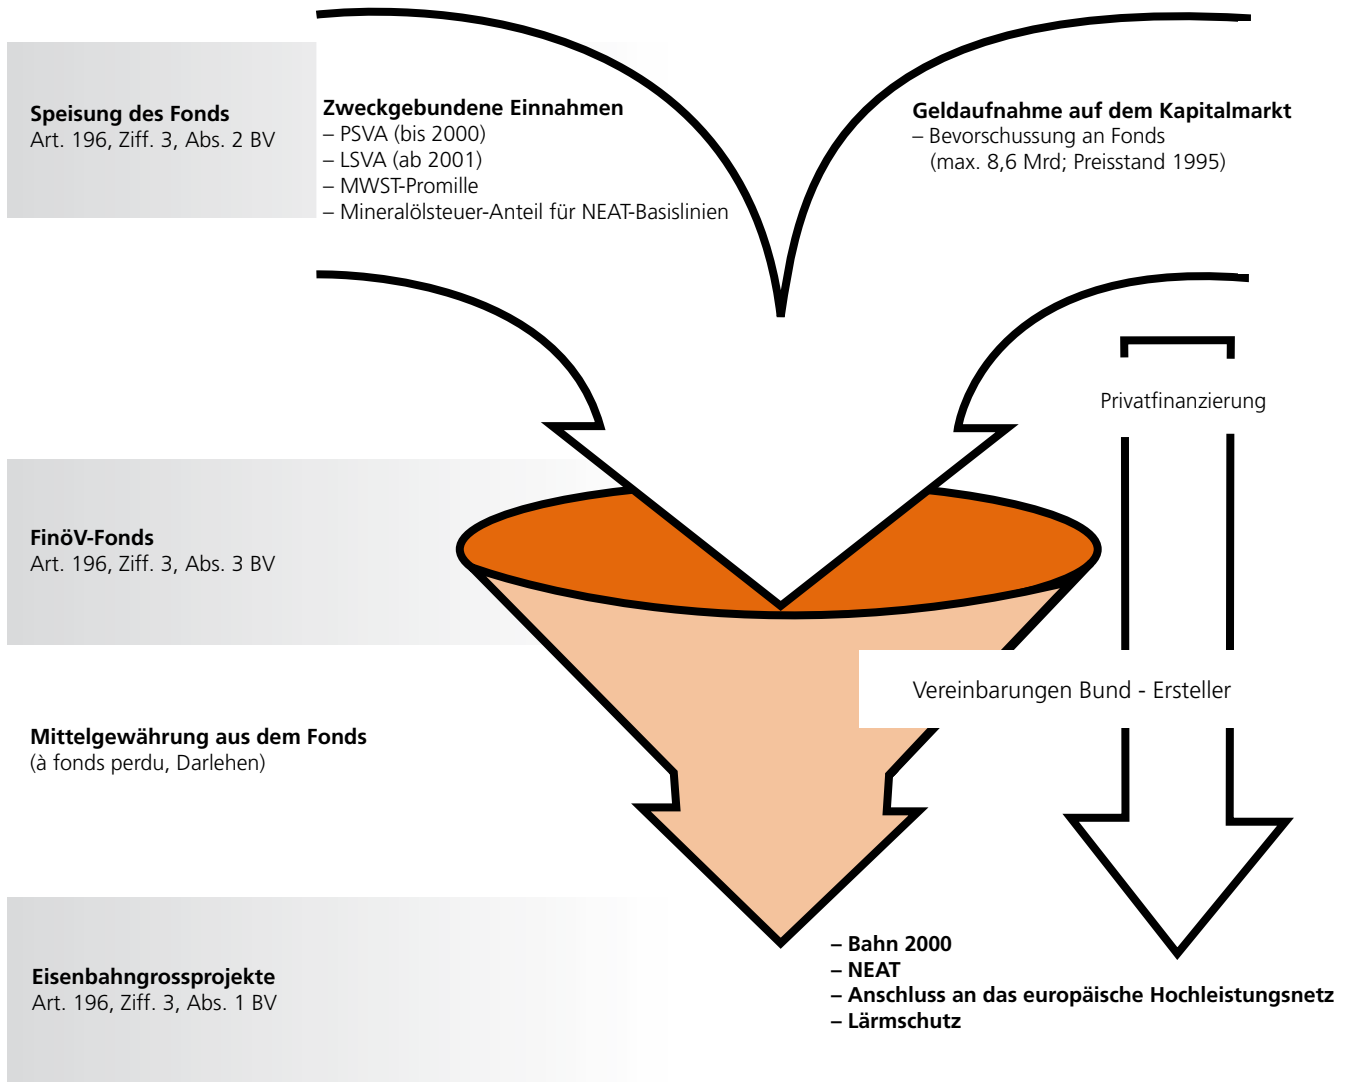 Speisung des Fonds
Art. 196, Ziff. 3, Abs. 2 BV
Zweckgebundene Einnahmen
– PSVA (bis 2000)
– LSVA (ab 2001)
– MWST-Promille
– Mineralölsteuer-Anteil für NEAT-Basislinien
Geldaufnahme auf dem Kapitalmarkt
– Bevorschussung an Fonds
(max. 8,6 Mrd; Preisstand 1995)
Privatfinanzierung
FinöV-Fonds
Art. 196, Ziff. 3, Abs. 3 BV
Vereinbarungen Bund - Ersteller
Mittelgewährung aus dem Fonds
(à fonds perdu, Darlehen)
Eisenbahngrossprojekte
Art. 196, Ziff. 3, Abs. 1 BV
– Bahn 2000
– NEAT
– Anschluss an das europäische Hochleistungsnetz
– Lärmschutz